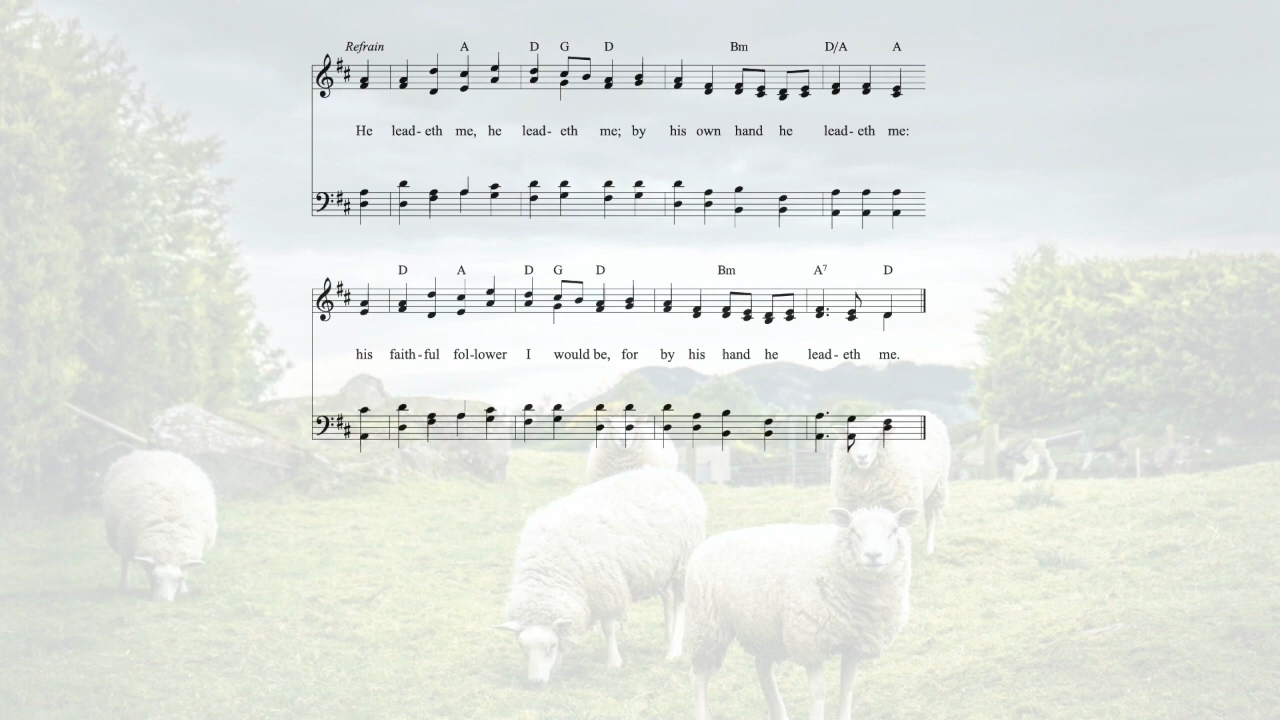 Refrain A D G D Bm D/A A
He lead- eth me, he lead- eth me; by his own hand he lead- eth me:
D A D G D Bm A7 D
his faith - ful fol-lower I would be, for by his hand he lead - eth me.